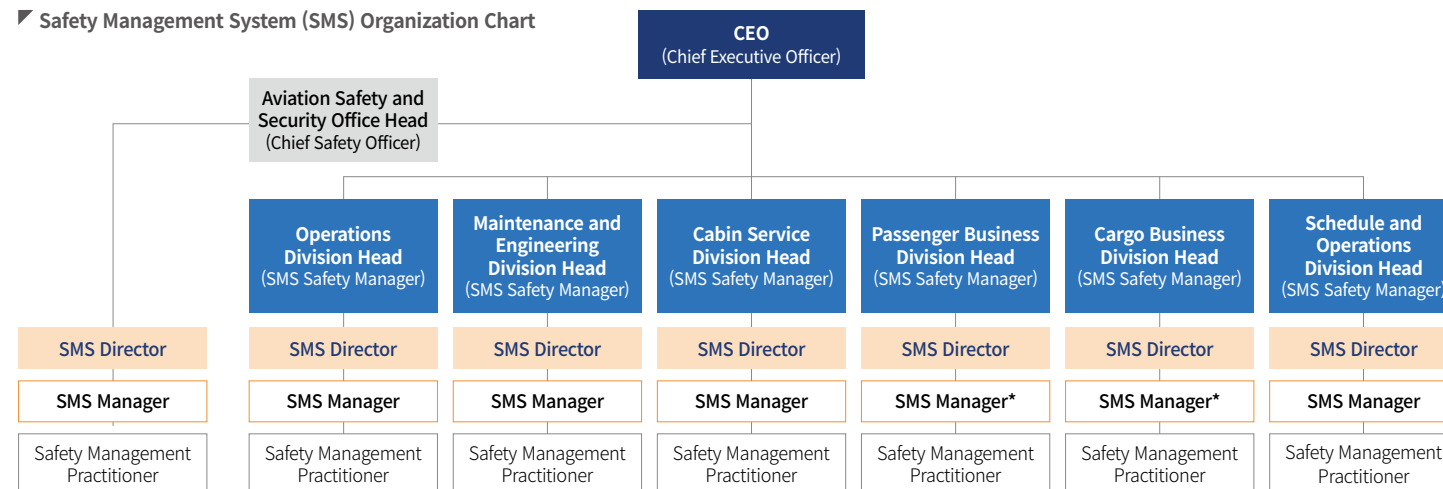 Safety Management System (SMS) Organization Chart
CEO
(Chief Executive Officer)
Aviation Safety and
Security Office Head
(Chief Safety Officer)
Operations
Division Head
(SMS Safety Manager)
Maintenance and
Engineering
Division Head
(SMS Safety Manager)
Cabin Service
Division Head
(SMS Safety Manager)
Passenger Business
Division Head
(SMS Safety Manager)
Cargo Business
Division Head
(SMS Safety Manager)
Schedule and
Operations
Division Head
(SMS Safety Manager)
SMS Director
SMS Director
SMS Director
SMS Director
SMS Director
SMS Director
SMS Director
SMS Manager
SMS Manager
SMS Manager
SMS Manager
SMS Manager*
SMS Manager*
SMS Manager
Safety Management
Practitioner
Safety Management
Practitioner
Safety Management
Practitioner
Safety Management
Practitioner
Safety Management
Practitioner
Safety Management
Practitioner
Safety Management
Practitioner